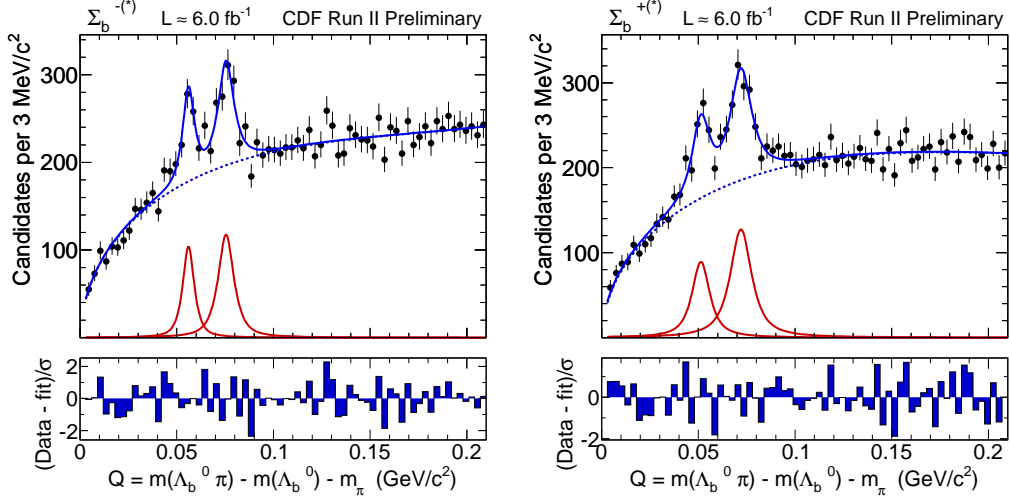 Σb-(*) L ≈ 6.0 fb-1 CDF Run II Preliminary
Candidates per 3 MeV/c2
300
200
100
(Data - fit)/σ
2
0
-2
0 0.05 0.1 0.15 0.2
Q = m(Λb0 π) - m(Λb0) - mπ (GeV/c2)
Σb+(*) L ≈ 6.0 fb-1 CDF Run II Preliminary
Candidates per 3 MeV/c2
300
200
100
(Data - fit)/σ
2
0
-2
0 0.05 0.1 0.15 0.2
Q = m(Λb0 π) - m(Λb0) - mπ (GeV/c2)